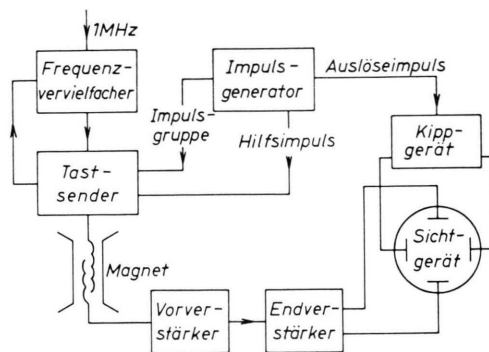 1MHz
Frequenz-
vervielfacher
Impuls-
generator
Auslöseimpuls
Impuls-
gruppe
Hilfsimpuls
Kipp-
gerät
Tast-
sender
Sicht-
gerät
Magnet
Vorver-
stärker
Endver-
stärker